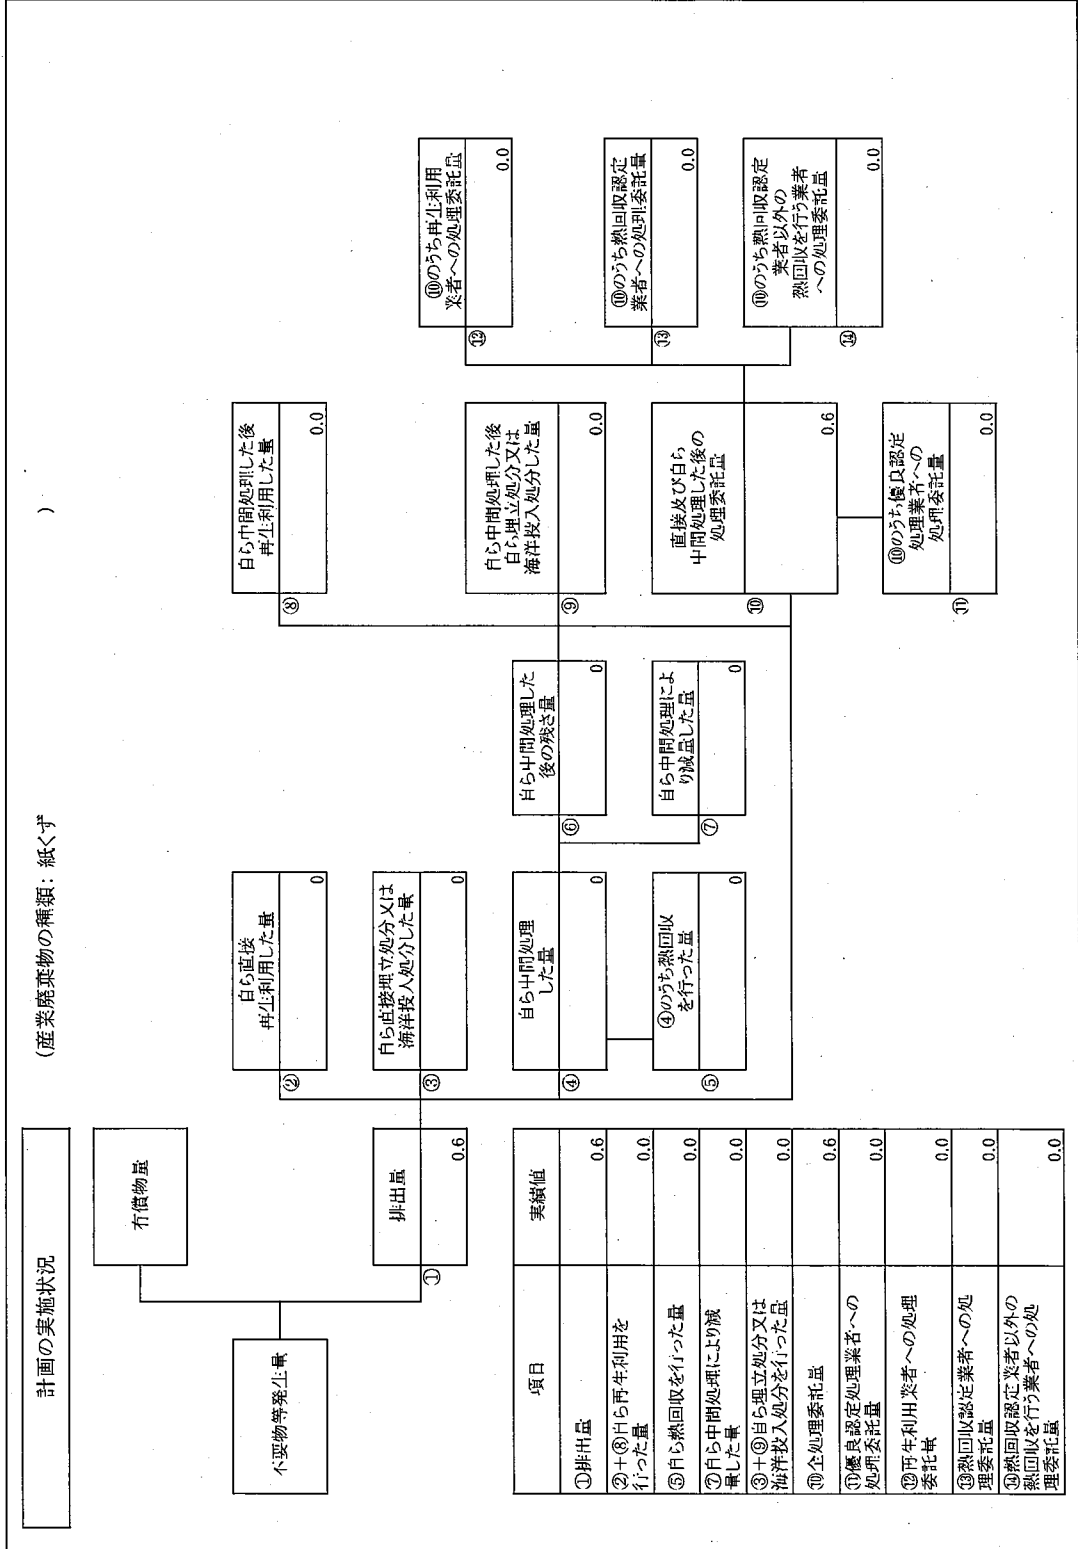 計画の実施状況
(産業廃棄物の種類：紙くず
)
不要物等発生量
有償物量
排出量
①
0.6
自ら直接
再生利用した量
②
0
自ら直接埋立処分又は
海洋投入処分した量
③
0
自ら中間処理
した量
④
0
④のうち熱回収
を行った量
⑤
0
自ら中間処理した
後の残さ量
⑥
0
自ら中間処理によ
り減量した量
⑦
0
自ら中間処理した後
再生利用した量
⑧
0.0
自ら中間処理した後
自ら埋立処分又は
海洋投入処分した量
⑨
0.0
直接及び自ら
中間処理した後の
処理委託量
⑩
0.6
⑩のうち優良認定
処理業者への
処理委託量
⑪
0.0
⑩のうち再生利用
業者への処理委託量
⑫
0.0
⑩のうち熱回収認定
業者への処理委託量
⑬
0.0
⑩のうち熱回収認定
業者以外の
熱回収を行う業者
への処理委託量
⑭
0.0
項目 実績値
①排出量 0.6
②+⑧自ら再生利用を
行った量 0.0
⑤自ら熱回収を行った量 0.0
⑦自ら中間処理により減
量した量 0.0
③+⑨自ら埋立処分又は
海洋投入処分を行った量 0.0
⑩全処理委託量 0.6
⑪優良認定処理業者への
処理委託量 0.0
⑫再生利用業者への処理
委託量 0.0
⑬熱回収認定業者への処
理委託量 0.0
⑭熱回収認定業者以外の
熱回収を行う業者への処
理委託量 0.0